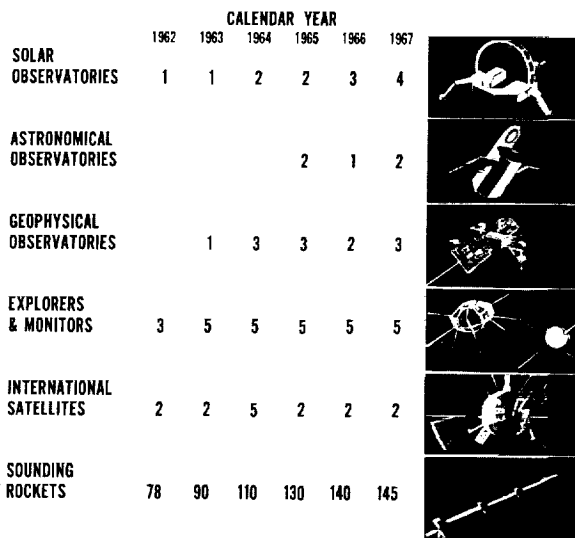 CALENDAR YEAR
1962 1963 1964 1965 1966 1967
SOLAR
OBSERVATORIES 1 1 2 2 3 4
ASTRONOMICAL
OBSERVATORIES 2 1 2
GEOPHYSICAL
OBSERVATORIES 1 3 3 2 3
EXPLORERS
& MONITORS 3 5 5 5 5 5
INTERNATIONAL
SATELLITES 2 2 5 2 2 2
SOUNDING
ROCKETS 78 90 110 130 140 145